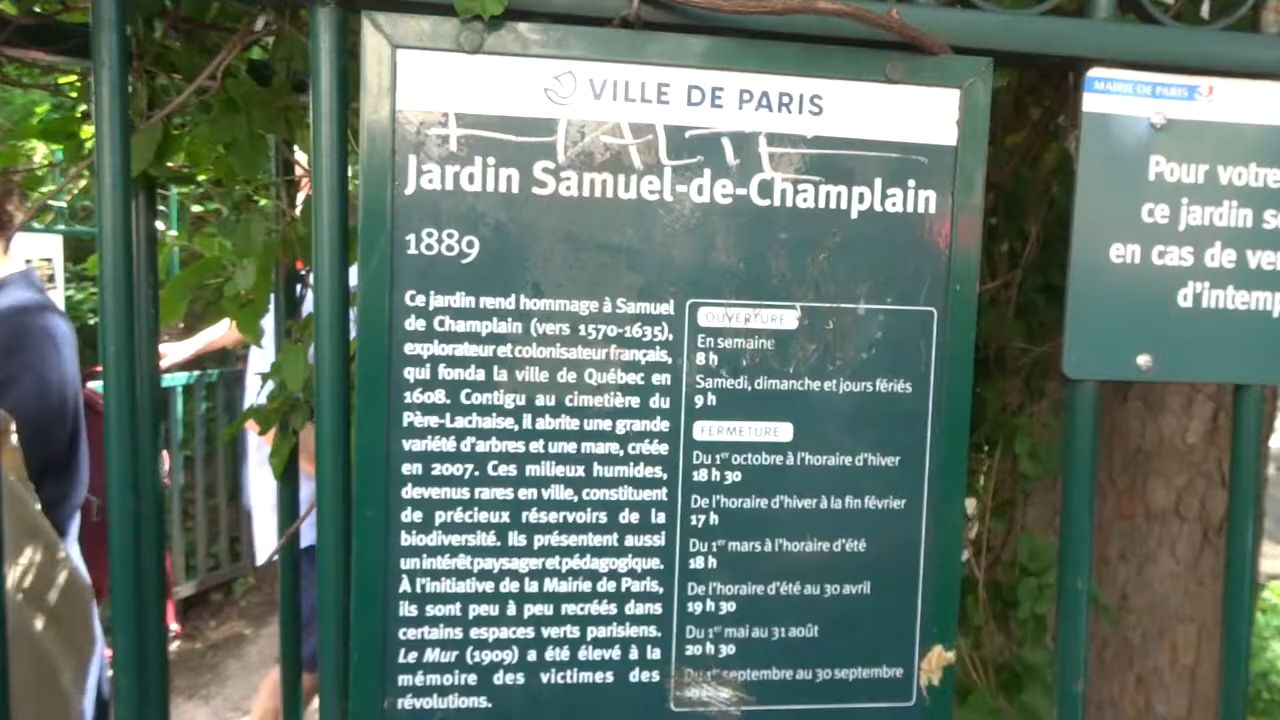 VILLE DE PARIS
HALTE
Jardin Samuel-de-Champlain
1889
Ce jardin rend hommage à Samuel
de Champlain (vers 1570-1635),
explorateur et colonisateur français,
qui fonda la ville de Québec en
1608. Contigu au cimetière du
Père-Lachaise, il abrite une grande
variété d'arbres et une mare, créée
en 2007. Ces milieux humides,
devenus rares en ville, constituent
de précieux réservoirs de la
biodiversité. Ils présentent aussi
un intérêt paysager et pédagogique.
À l'initiative de la Mairie de Paris,
ils sont peu à peu recréés dans
certains espaces verts parisiens.
Le Mur (1909) a été élevé à la
mémoire des victimes des
révolutions.
OUVERTURE
En semaine
8 h
Samedi, dimanche et jours fériés
9 h
FERMETURE
Du 1er octobre à l'horaire d'hiver
18 h 30
De l'horaire d'hiver à la fin février
17 h
Du 1er mars à l'horaire d'été
18 h
De l'horaire d'été au 30 avril
19 h 30
Du 1er mai au 31 août
20 h 30
Du 1er septembre au 30 septembre
MAIRIE DE PARIS
Pour votre
ce jardin s
en cas de ve
d'intemp